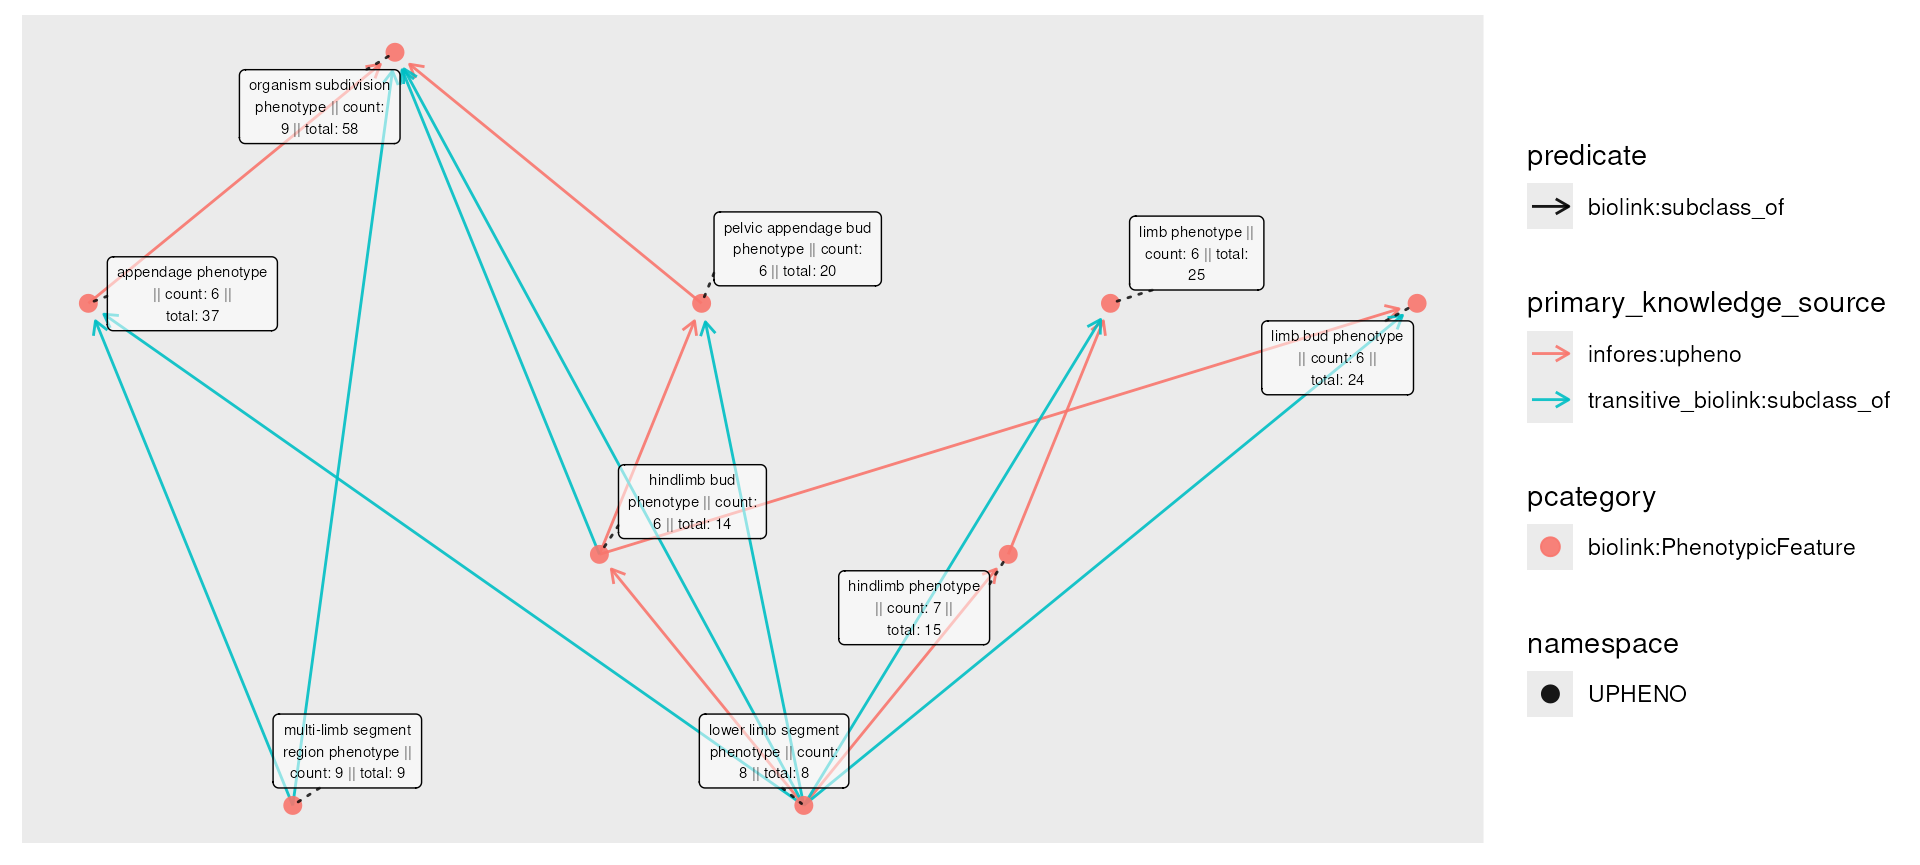 organism subdivision
phenotype || count:
9 || total: 58
pelvic appendage bud
phenotype || count:
6 || total: 20
limb phenotype ||
count: 6 || total:
25
appendage phenotype
|| count: 6 ||
total: 37
limb bud phenotype
|| count: 6 ||
total: 24
hindlimb bud
phenotype || count:
6 || total: 14
hindlimb phenotype
|| count: 7 ||
total: 15
multi-limb segment
region phenotype ||
count: 9 || total: 9
lower limb segment
phenotype || count:
8 || total: 8
predicate
biolink:subclass_of
primary_knowledge_source
infores:upheno
transitive_biolink:subclass_of
pcategory
biolink:PhenotypicFeature
namespace
UPHENO